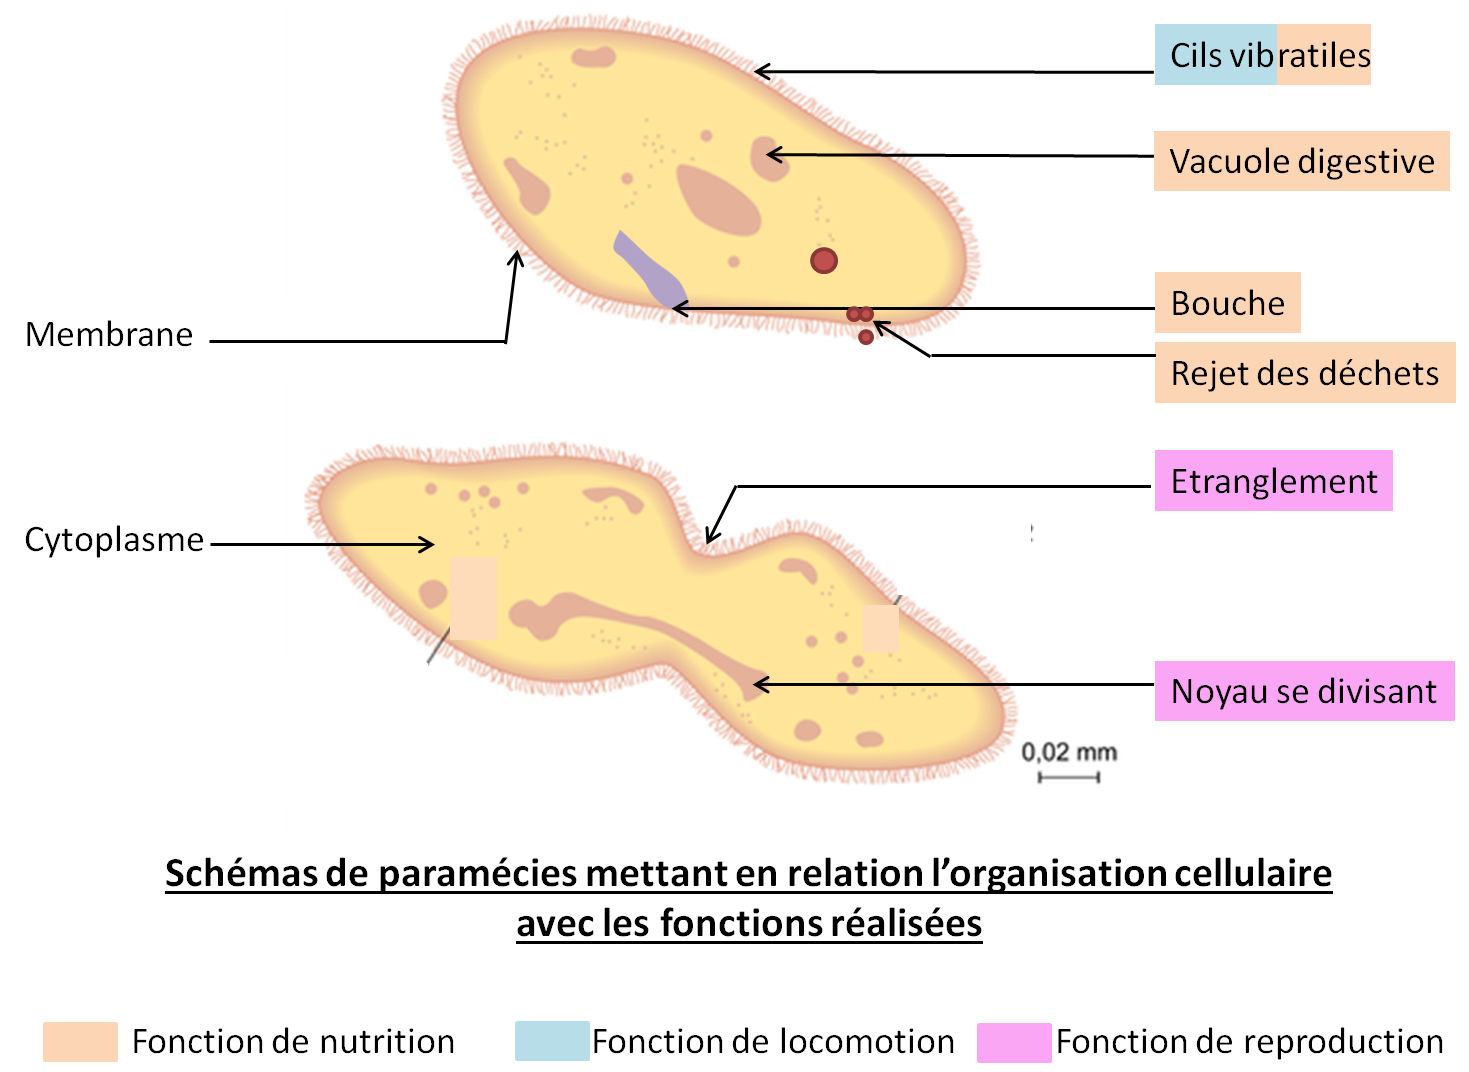 Cils vibratiles
Vacuole digestive
Bouche
Membrane
Rejet des déchets
Etranglement
Cytoplasme
Noyau se divisant
0,02 mm
Schémas de paramécies mettant en relation l’organisation cellulaire
avec les fonctions réalisées
Fonction de nutrition
Fonction de locomotion
Fonction de reproduction